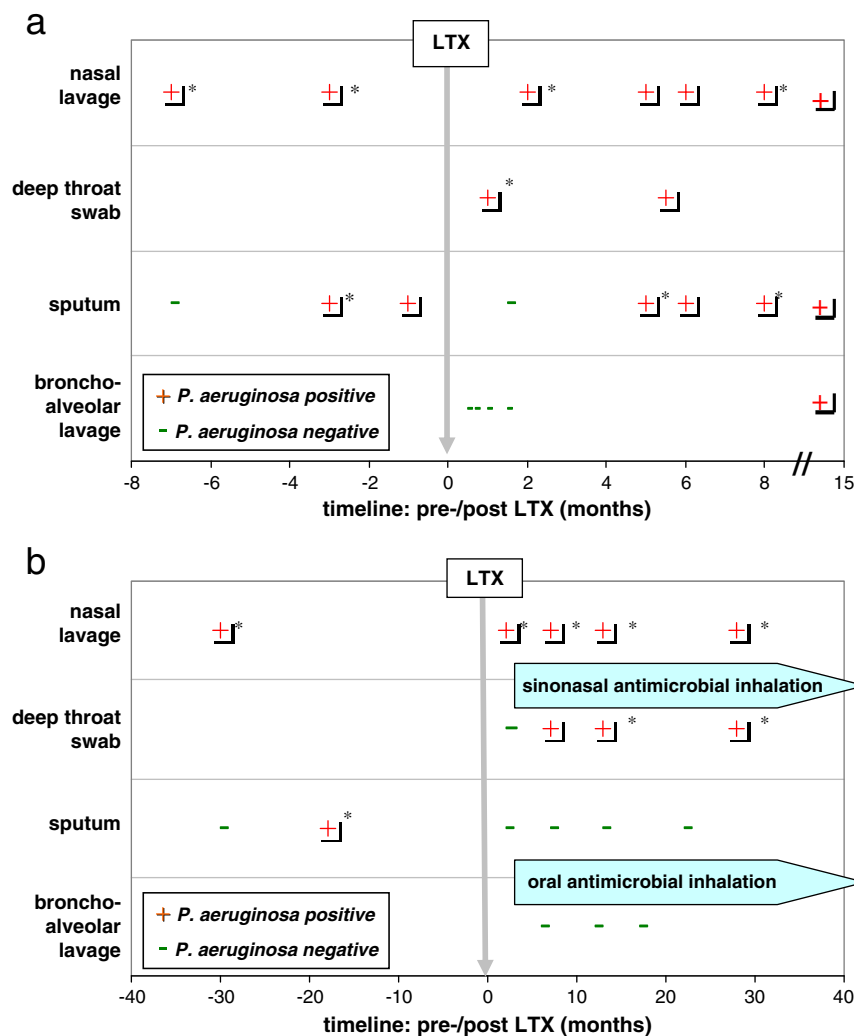 a
LTX
nasal
lavage
*
*
*
*
deep throat
swab
*
sputum
*
*
*
broncho-
alveolar
lavage
+ P. aeruginosa positive
- P. aeruginosa negative
-8 -6 -4 -2 0 2 4 6 8 // 15
timeline: pre-/post LTX (months)
b
LTX
nasal
lavage
* * * * *
sinonasal antimicrobial inhalation
deep throat
swab
* *
sputum
*
oral antimicrobial inhalation
broncho-
alveolar
lavage
+ P. aeruginosa positive
- P. aeruginosa negative
-40 -30 -20 -10 0 10 20 30 40
timeline: pre-/post LTX (months)